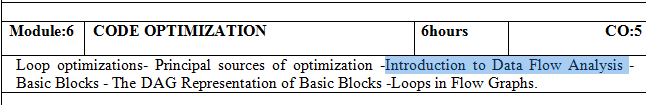 Module:6 CODE OPTIMIZATION 6hours CO:5
Loop optimizations- Principal sources of optimization -Introduction to Data Flow Analysis -
Basic Blocks - The DAG Representation of Basic Blocks -Loops in Flow Graphs.